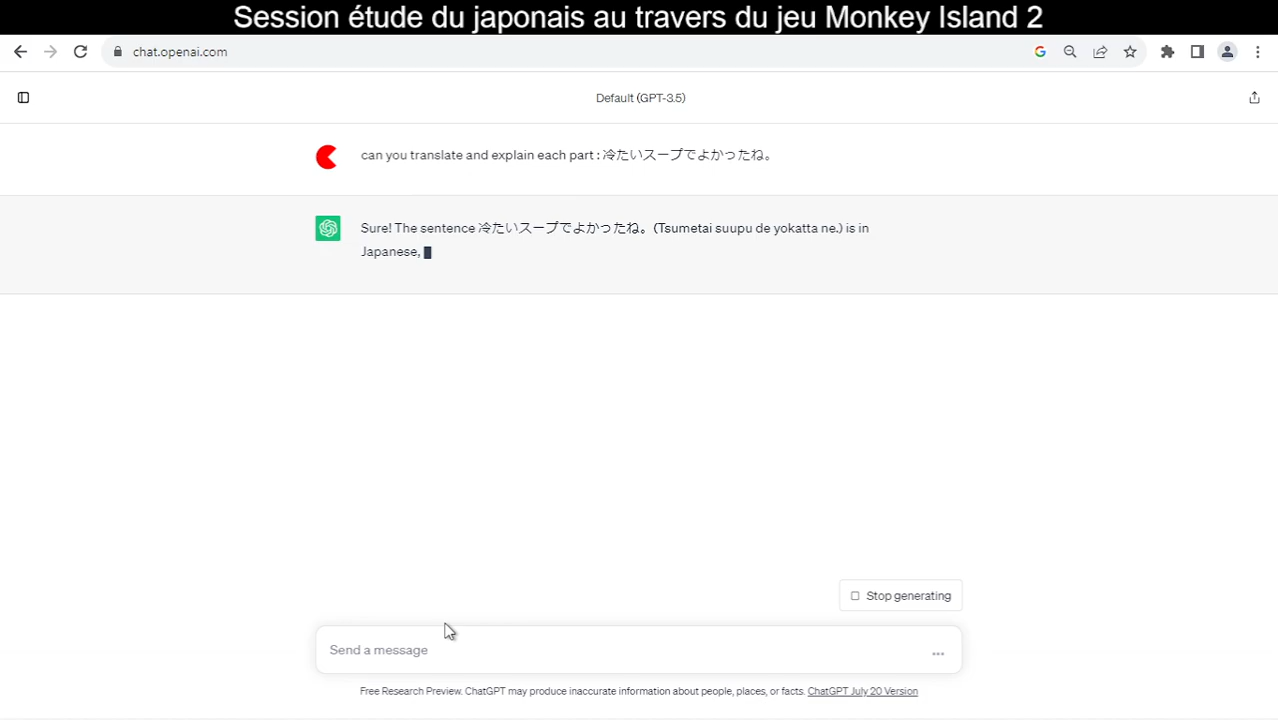 Session étude du japonais au travers du jeu Monkey Island 2
chat.openai.com
Default (GPT-3.5)
can you translate and explain each part : 冷たいスープでよかったね。
Sure! The sentence 冷たいスープでよかったね。(Tsumetai suupu de yokatta ne.) is in
Japanese,
Stop generating
Send a message
Free Research Preview. ChatGPT may produce inaccurate information about people, places, or facts. ChatGPT July 20 Version